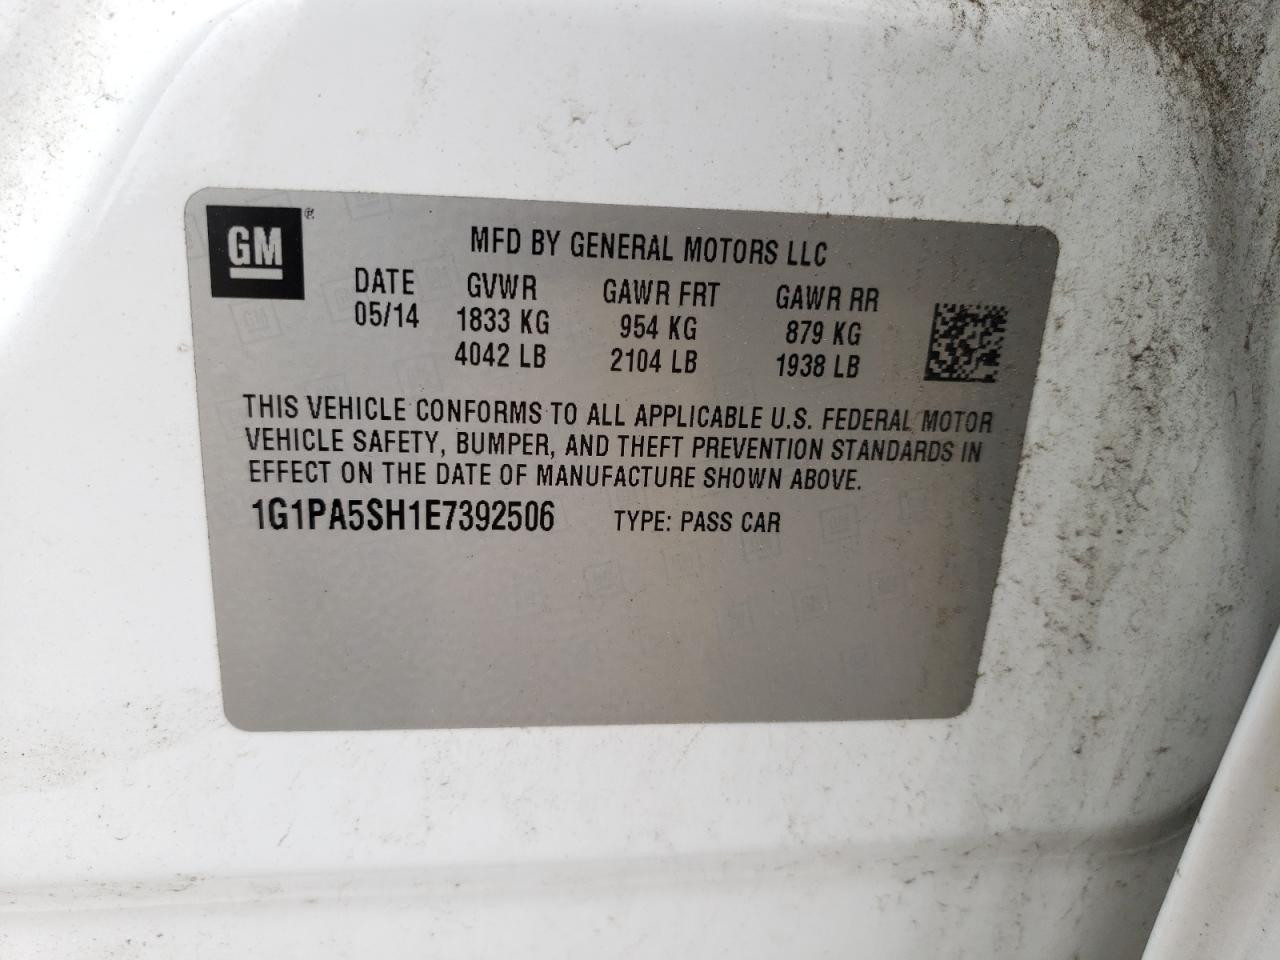 GM ®
MFD BY GENERAL MOTORS LLC
DATE GVWR GAWR FRT GAWR RR
05/14 1833 KG 954 KG 879 KG
4042 LB 2104 LB 1938 LB
THIS VEHICLE CONFORMS TO ALL APPLICABLE U.S. FEDERAL MOTOR
VEHICLE SAFETY, BUMPER, AND THEFT PREVENTION STANDARDS IN
EFFECT ON THE DATE OF MANUFACTURE SHOWN ABOVE.
1G1PA5SH1E7392506 TYPE: PASS CAR